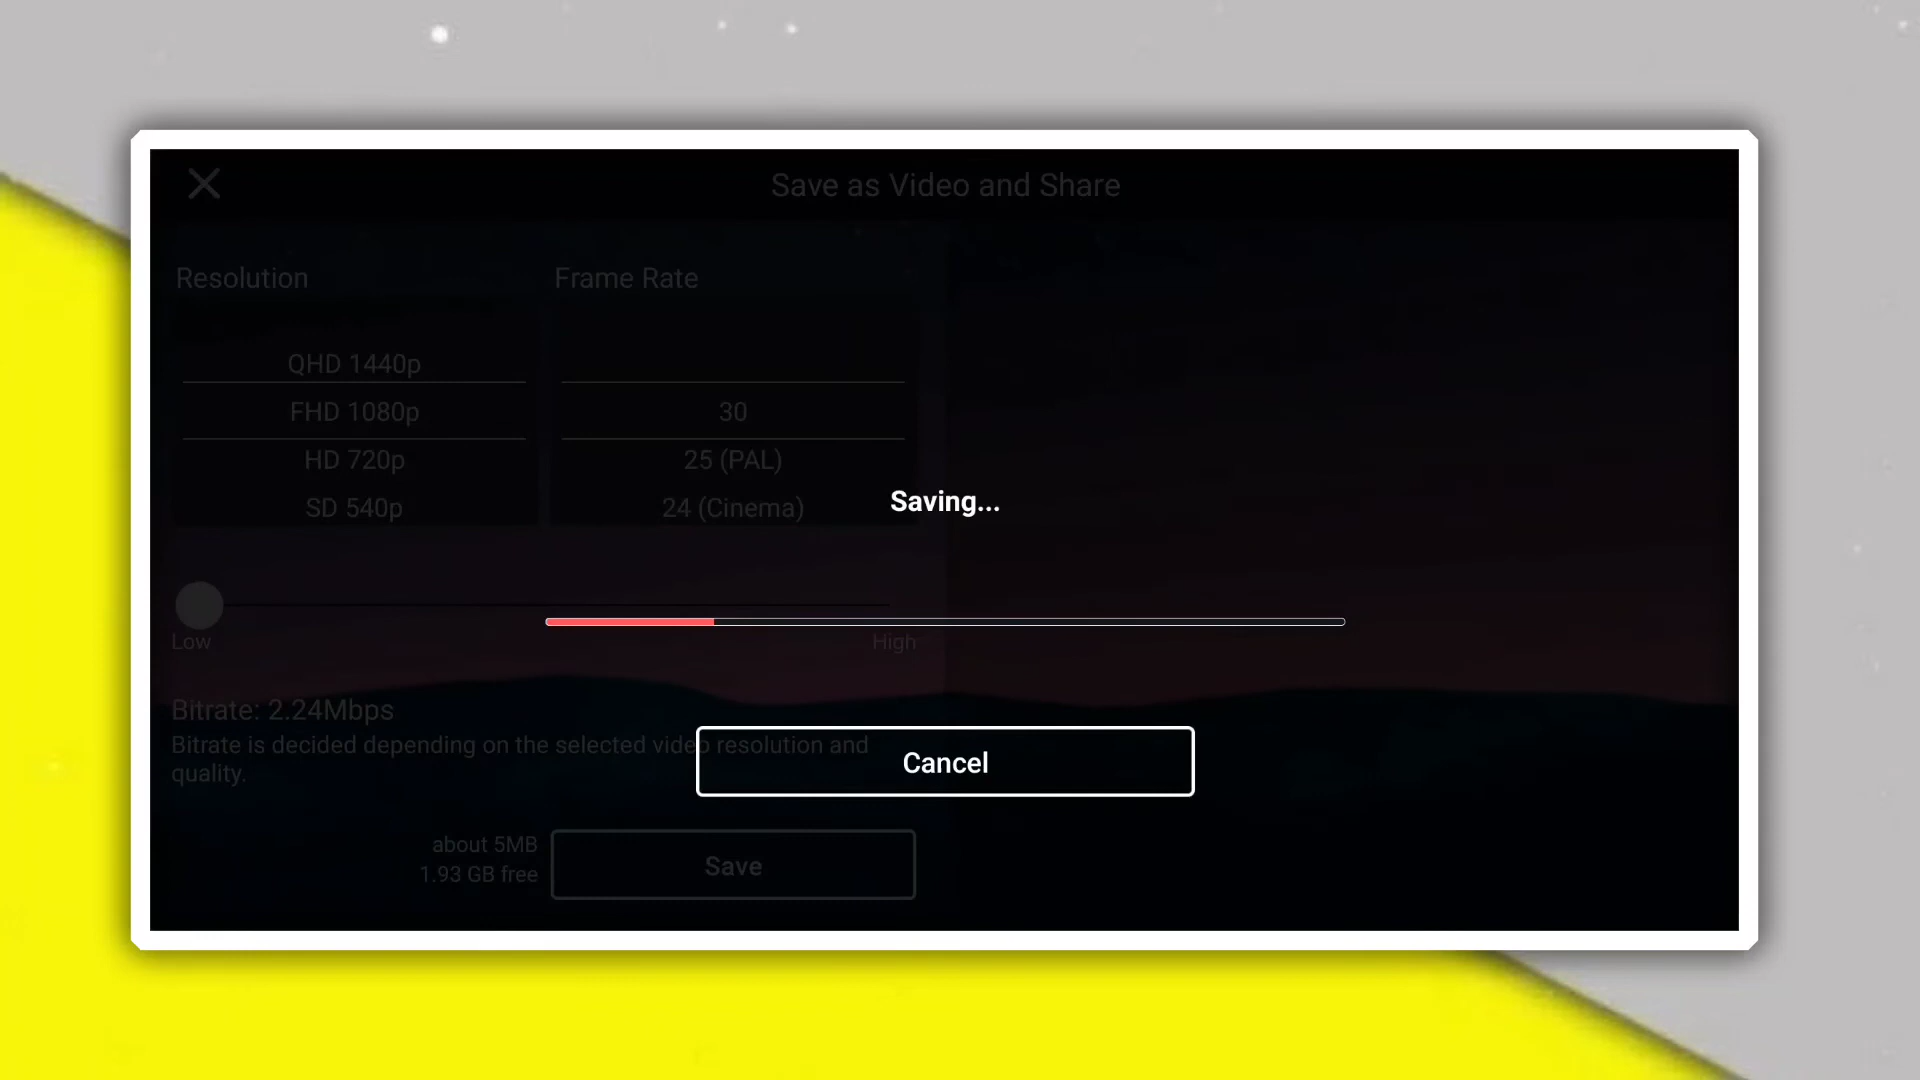 Save as Video and Share
Resolution
Frame Rate
QHD 1440p
FHD 1080p
30
HD 720p
25 (PAL)
SD 540p
24 (Cinema)
Saving...
Low
High
Bitrate: 2.24Mbps
Bitrate is decided depending on the selected video resolution and
quality.
Cancel
about 5MB
1.93 GB free
Save